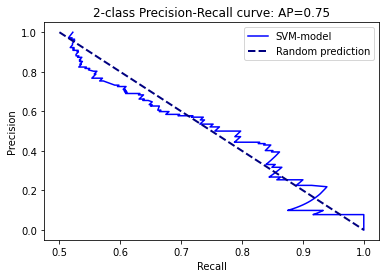 2-class Precision-Recall curve: AP=0.75
SVM-model
Random prediction
Precision
1.0
0.8
0.6
0.4
0.2
0.0
0.5 0.6 0.7 0.8 0.9 1.0
Recall